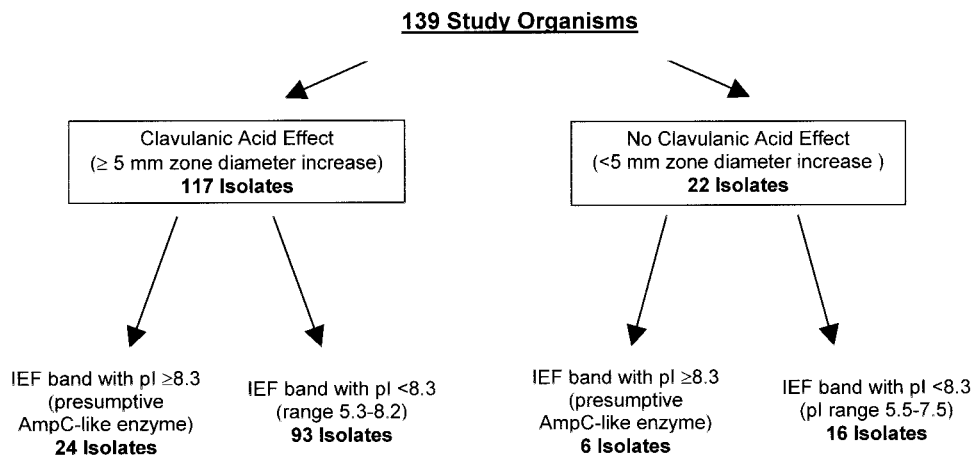 139 Study Organisms
Clavulanic Acid Effect
(≥ 5 mm zone diameter increase)
117 Isolates
No Clavulanic Acid Effect
(<5 mm zone diameter increase )
22 Isolates
IEF band with pI ≥8.3
(presumptive
AmpC-like enzyme)
24 Isolates
IEF band with pI <8.3
(range 5.3-8.2)
93 Isolates
IEF band with pI ≥8.3
(presumptive
AmpC-like enzyme)
6 Isolates
IEF band with pI <8.3
(pI range 5.5-7.5)
16 Isolates